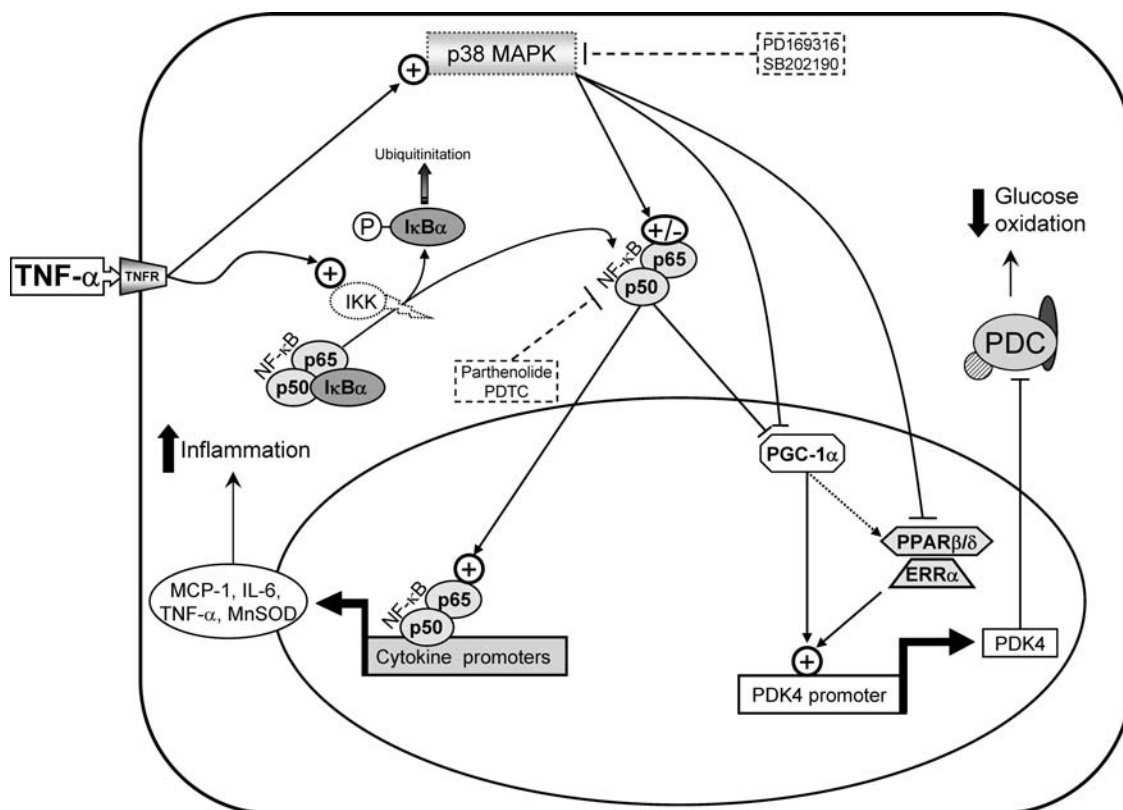 p38 MAPK
+
PD169316
SB202190
Ubiquitinitation
P
IκBα
+/-
NF-κB
p65
p50
Glucose
oxidation
TNF-α
TNFR
+
IKK
NF-κB
p65
p50
IκBα
PDC
Parthenolide
PDTC
Inflammation
PGC-1α
PPARβ/δ
ERRα
MCP-1, IL-6,
TNF-α, MnSOD
+
NF-κB
p65
p50
Cytokine promoters
+
PDK4 promoter
PDK4